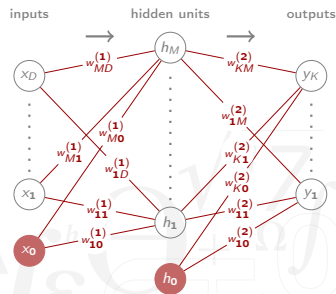 inputs hidden units outputs
h_M
w_{MD}^{(1)} w_{KM}^{(2)}
x_D y_K
w_{M1}^{(1)} w_{M0}^{(1)} w_{1D}^{(1)} w_{1M}^{(2)} w_{K1}^{(2)} w_{K0}^{(2)}
x_1 y_1
w_{11}^{(1)} w_{11}^{(2)}
h_1
w_{10}^{(1)} w_{10}^{(2)}
x_0
h_0